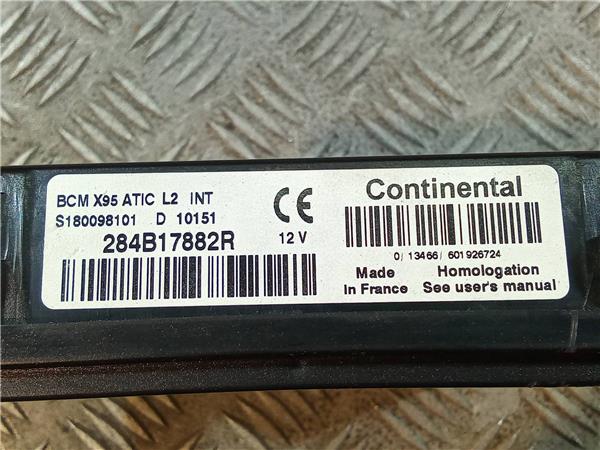 BCM X95 ATIC L2 INT
S180098101 D 10151
284B17882R
12 V
Continental
0/ 13466/ 601926724
Made
in France
Homologation
See user's manual